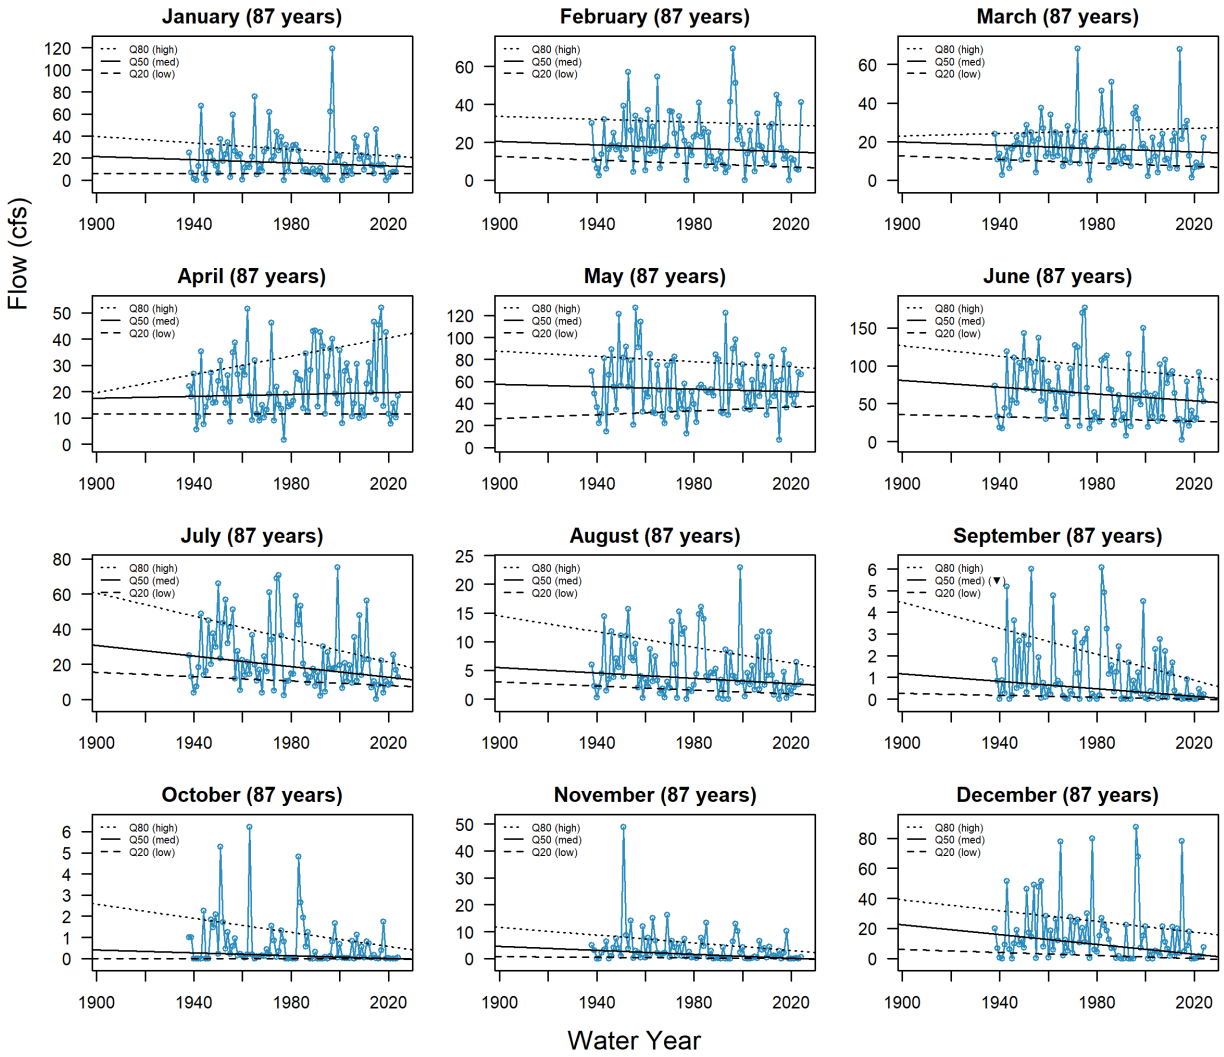 January (87 years)
Q80 (high)
Q50 (med)
Q20 (low)
120
100
80
60
40
20
0
1900
1940
1980
2020
February (87 years)
Q80 (high)
Q50 (med)
Q20 (low)
60
40
20
0
1900
1940
1980
2020
March (87 years)
Q80 (high)
Q50 (med)
Q20 (low)
60
40
20
0
1900
1940
1980
2020
Flow (cfs)
April (87 years)
Q80 (high)
Q50 (med)
Q20 (low)
50
40
30
20
10
0
1900
1940
1980
2020
May (87 years)
Q80 (high)
Q50 (med)
Q20 (low)
120
100
80
60
40
20
0
1900
1940
1980
2020
June (87 years)
Q80 (high)
Q50 (med)
Q20 (low)
150
100
50
0
1900
1940
1980
2020
July (87 years)
Q80 (high)
Q50 (med)
Q20 (low)
80
60
40
20
0
1900
1940
1980
2020
August (87 years)
Q80 (high)
Q50 (med)
Q20 (low)
25
20
15
10
5
0
1900
1940
1980
2020
September (87 years)
Q80 (high)
Q50 (med) (▼)
Q20 (low)
6
5
4
3
2
1
0
1900
1940
1980
2020
October (87 years)
Q80 (high)
Q50 (med)
Q20 (low)
6
5
4
3
2
1
0
1900
1940
1980
2020
November (87 years)
Q80 (high)
Q50 (med)
Q20 (low)
50
40
30
20
10
0
1900
1940
1980
2020
December (87 years)
Q80 (high)
Q50 (med)
Q20 (low)
80
60
40
20
0
1900
1940
1980
2020
Water Year